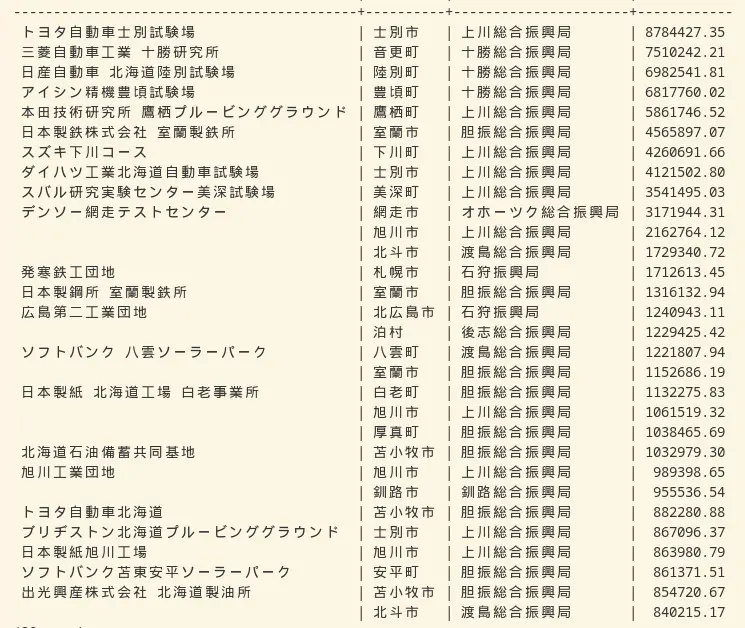 -------------------------------------+---------+--------------------+------------
トヨタ自動車士別試験場 | 士別市 | 上川総合振興局 | 8784427.35
三菱自動車工業 十勝研究所 | 音更町 | 十勝総合振興局 | 7510242.21
日産自動車 北海道陸別試験場 | 陸別町 | 十勝総合振興局 | 6982541.81
アイシン精機豊頃試験場 | 豊頃町 | 十勝総合振興局 | 6817760.02
本田技術研究所 鷹栖プルービンググラウンド | 鷹栖町 | 上川総合振興局 | 5861746.52
日本製鉄株式会社 室蘭製鉄所 | 室蘭市 | 胆振総合振興局 | 4565897.07
スズキ下川コース | 下川町 | 上川総合振興局 | 4260691.66
ダイハツ工業北海道自動車試験場 | 士別市 | 上川総合振興局 | 4121502.80
スバル研究実験センター美深試験場 | 美深町 | 上川総合振興局 | 3541495.03
デンソー網走テストセンター | 網走市 | オホーツク総合振興局 | 3171944.31
| 旭川市 | 上川総合振興局 | 2162764.12
| 北斗市 | 渡島総合振興局 | 1729340.72
発寒鉄工団地 | 札幌市 | 石狩振興局 | 1712613.45
日本製鋼所 室蘭製鉄所 | 室蘭市 | 胆振総合振興局 | 1316132.94
広島第二工業団地 | 北広島市 | 石狩振興局 | 1240943.11
| 泊村 | 後志総合振興局 | 1229425.42
ソフトバンク 八雲ソーラーパーク | 八雲町 | 渡島総合振興局 | 1221807.94
| 室蘭市 | 胆振総合振興局 | 1152686.19
日本製紙 北海道工場 白老事業所 | 白老町 | 胆振総合振興局 | 1132275.83
| 旭川市 | 上川総合振興局 | 1061519.32
| 厚真町 | 胆振総合振興局 | 1038465.69
北海道石油備蓄共同基地 | 苫小牧市 | 胆振総合振興局 | 1032979.30
旭川工業団地 | 旭川市 | 上川総合振興局 | 989398.65
| 釧路市 | 釧路総合振興局 | 955536.54
トヨタ自動車北海道 | 苫小牧市 | 胆振総合振興局 | 882280.88
ブリヂストン北海道プルービンググラウンド | 士別市 | 上川総合振興局 | 867096.37
日本製紙旭川工場 | 旭川市 | 上川総合振興局 | 863980.79
ソフトバンク苫東安平ソーラーパーク | 安平町 | 胆振総合振興局 | 861371.51
出光興産株式会社 北海道製油所 | 苫小牧市 | 胆振総合振興局 | 854720.67
| 北斗市 | 渡島総合振興局 | 840215.17